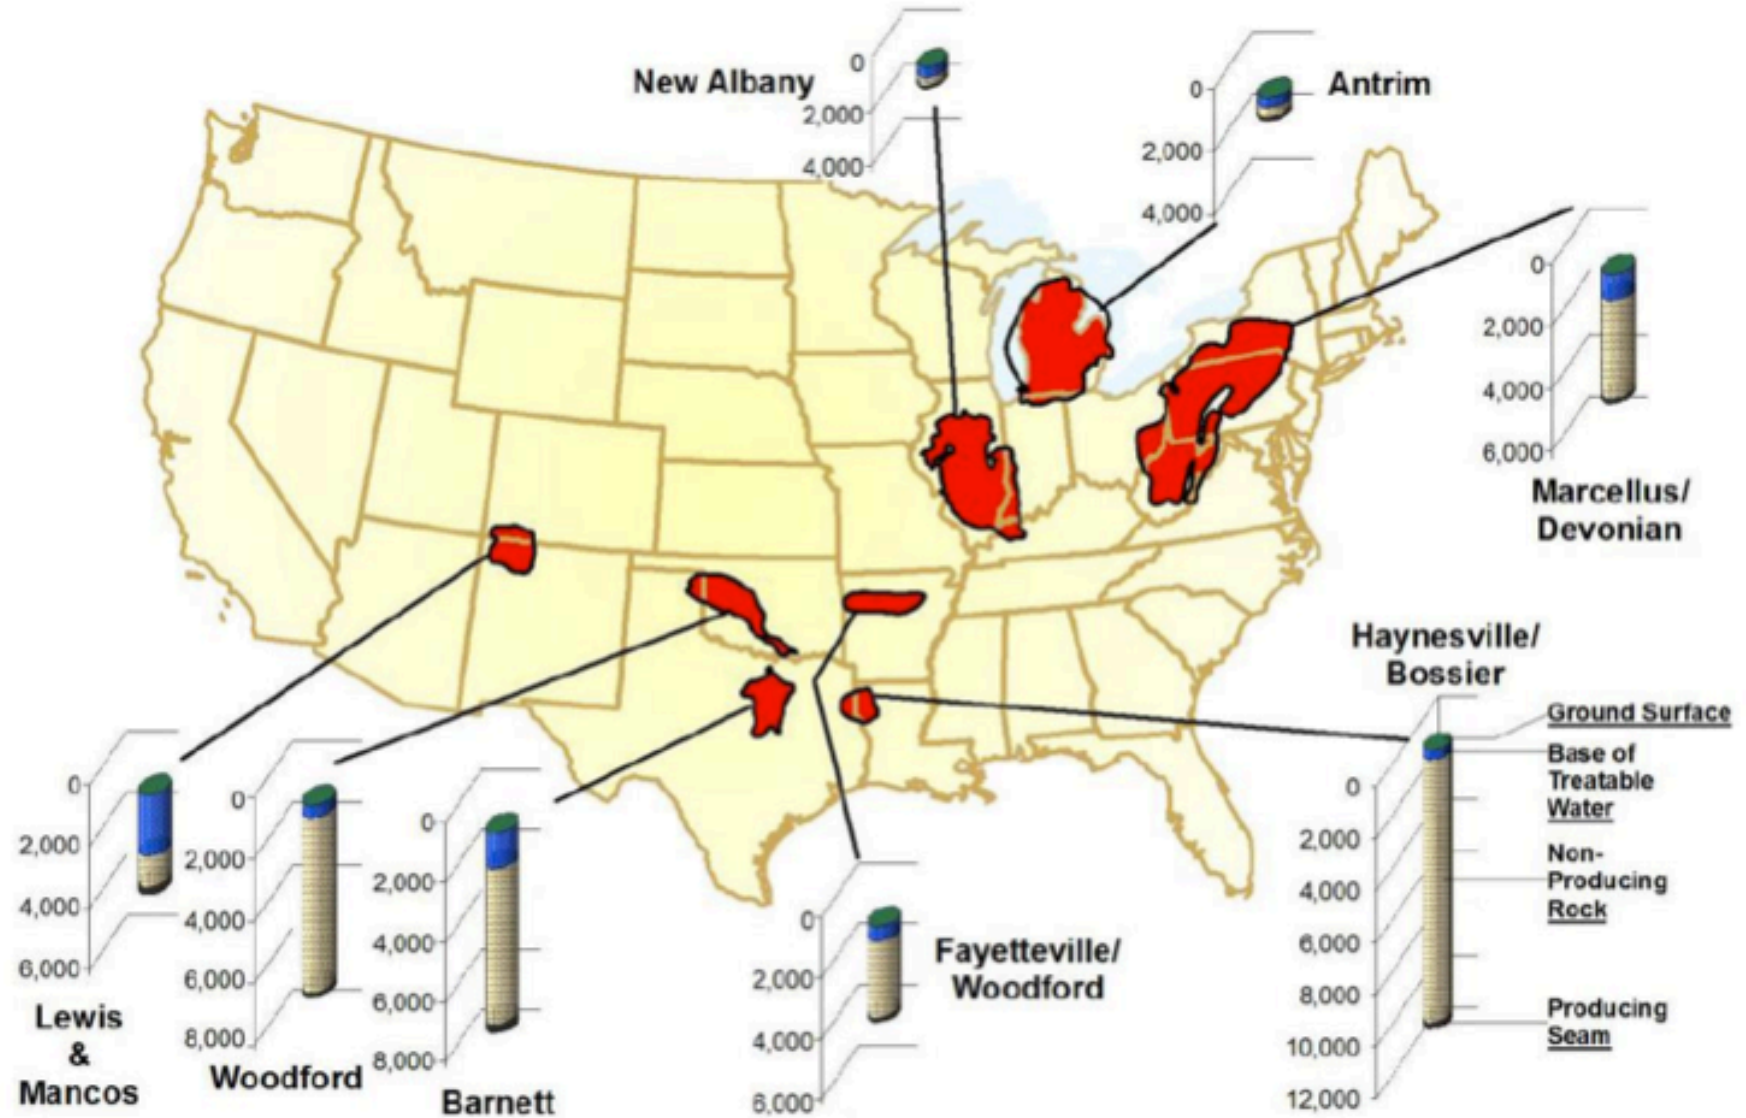 New Albany
0
2,000
4,000
Antrim
0
2,000
4,000
0
2,000
4,000
6,000
Marcellus/
Devonian
Haynesville/
Bossier
Ground Surface
Base of
Treatable
Water
Non-
Producing
Rock
Producing
Seam
0
2,000
4,000
6,000
8,000
10,000
12,000
0
2,000
4,000
6,000
Lewis
&
Mancos
0
2,000
4,000
6,000
8,000
Woodford
0
2,000
4,000
6,000
8,000
Barnett
0
2,000
4,000
6,000
Fayetteville/
Woodford